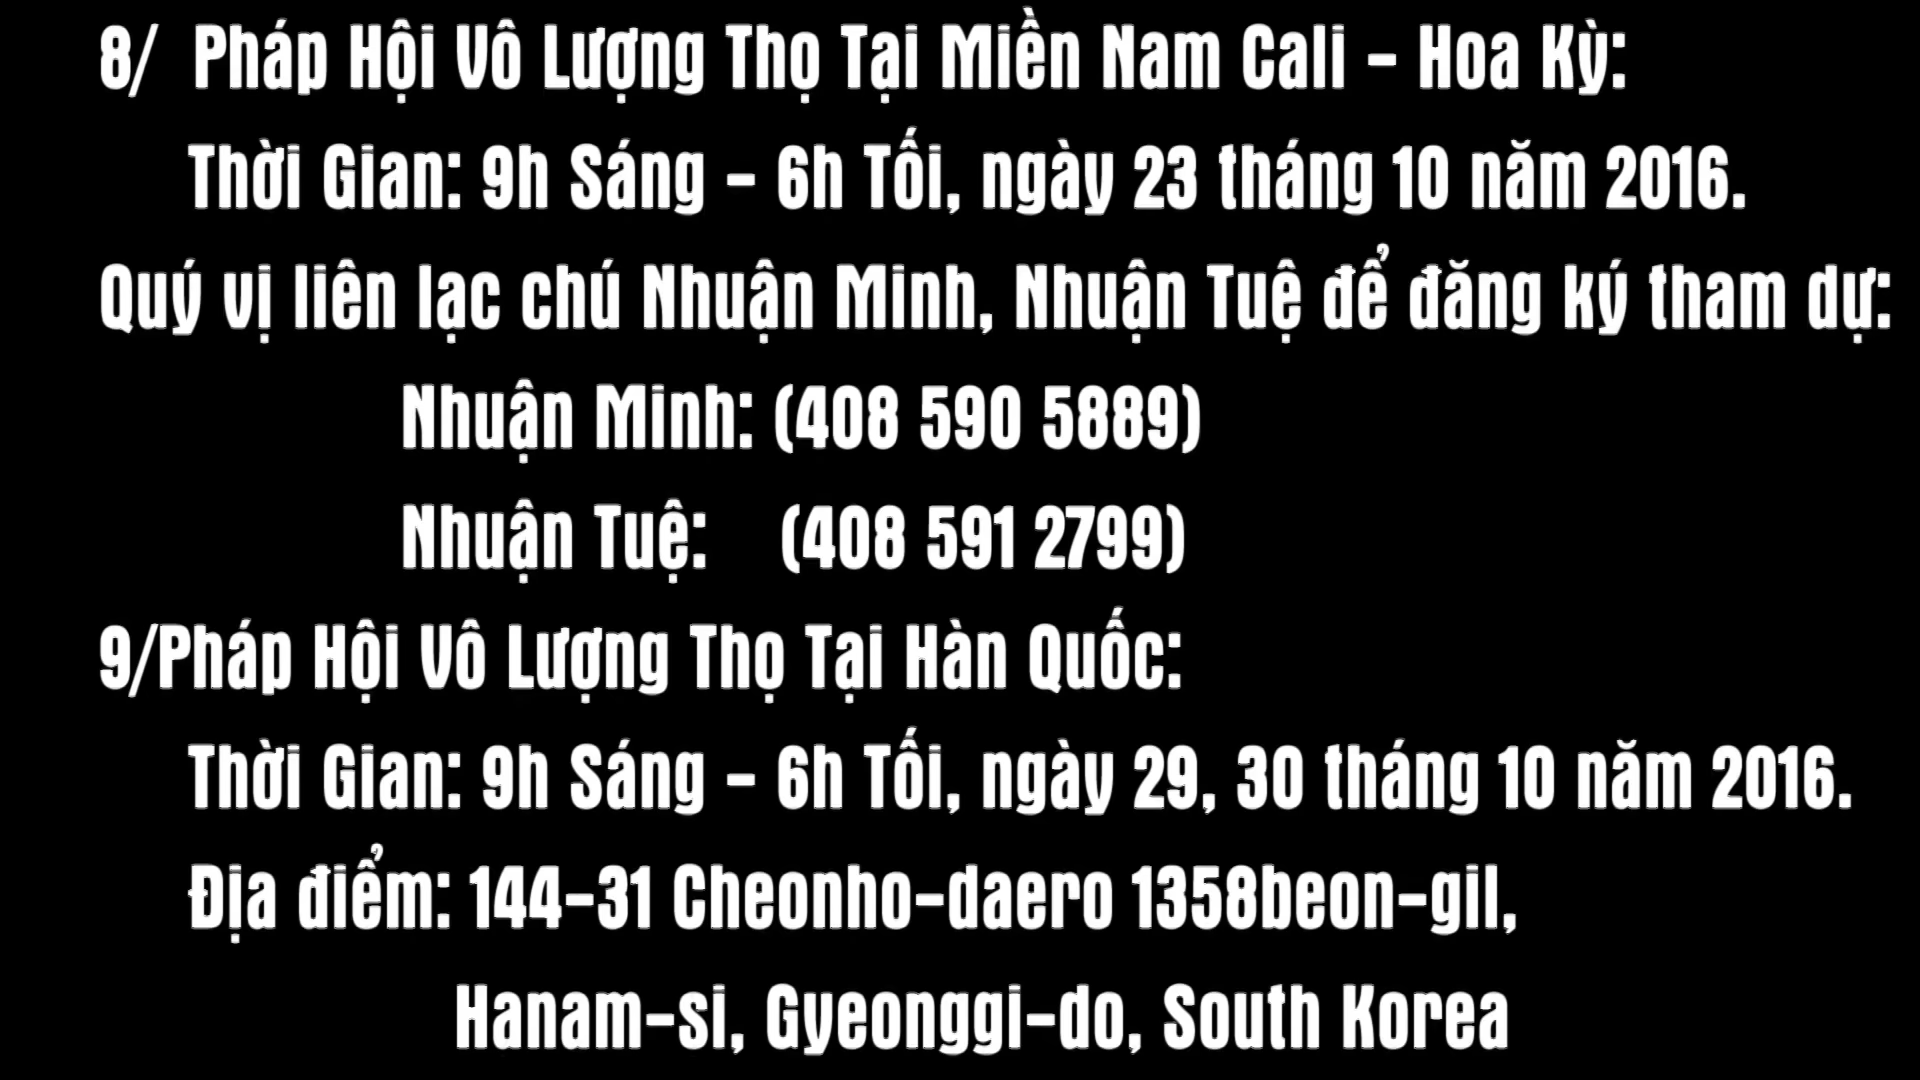 8/ Pháp Hội Vô Lượng Thọ Tại Miền Nam Cali - Hoa Kỳ:
Thời Gian: 9h Sáng - 6h Tối, ngày 23 tháng 10 năm 2016.
Quý vị liên lạc chú Nhuận Minh, Nhuận Tuệ để đăng ký tham dự:
Nhuận Minh: (408 590 5889)
Nhuận Tuệ: (408 591 2799)
9/Pháp Hội Vô Lượng Thọ Tại Hàn Quốc:
Thời Gian: 9h Sáng - 6h Tối, ngày 29, 30 tháng 10 năm 2016.
Địa điểm: 144-31 Cheonho-daero 1358beon-gil,
Hanam-si, Gyeonggi-do, South Korea